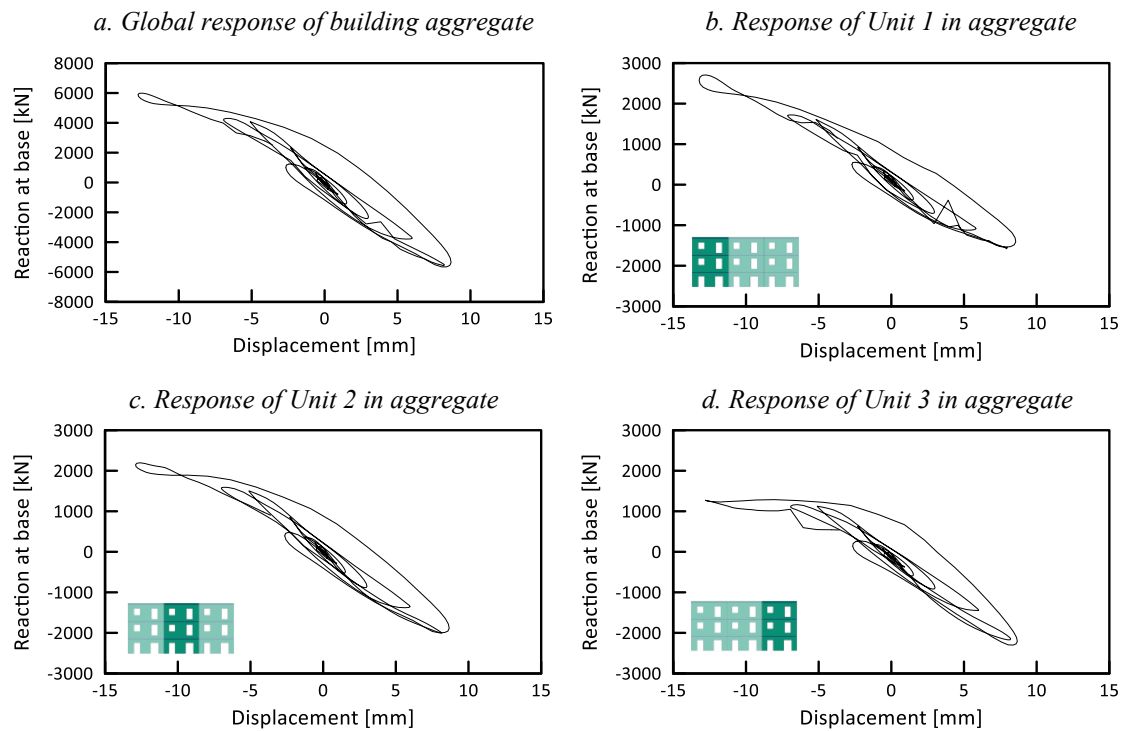 a. Global response of building aggregate
Reaction at base [kN]
8000
6000
4000
2000
0
-2000
-4000
-6000
-8000
-15 -10 -5 0 5 10 15
Displacement [mm]
b. Response of Unit 1 in aggregate
Reaction at base [kN]
3000
2000
1000
0
-1000
-2000
-3000
-15 -10 -5 0 5 10 15
Displacement [mm]
c. Response of Unit 2 in aggregate
Reaction at base [kN]
3000
2000
1000
0
-1000
-2000
-3000
-15 -10 -5 0 5 10 15
Displacement [mm]
d. Response of Unit 3 in aggregate
Reaction at base [kN]
3000
2000
1000
0
-1000
-2000
-3000
-15 -10 -5 0 5 10 15
Displacement [mm]